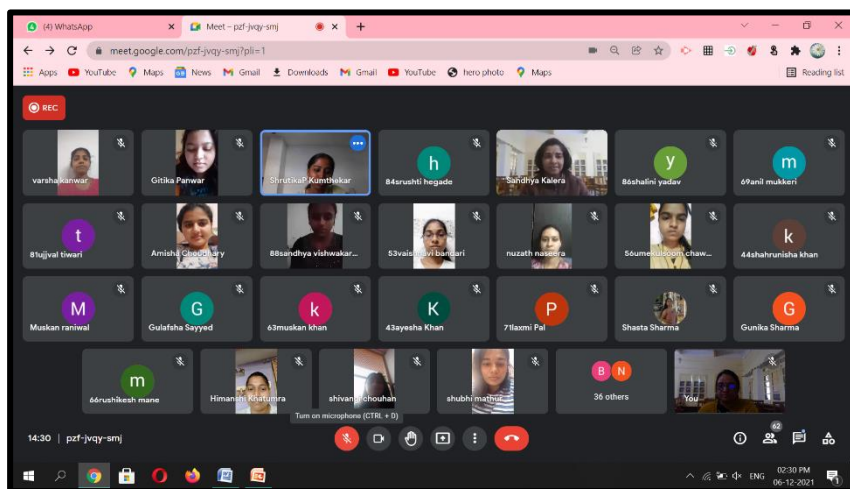 (4) WhatsApp
Meet – pzf-jvqy-smj
meet.google.com/pzf-jvqy-smj?pli=1
Apps YouTube Maps News Gmail Downloads Gmail YouTube hero photo Maps Reading list
REC
varsha kanwar Gitika Panwar ShrutikaP Kumthekar h 84srushti hegade Sandhya Kalera y 86shalini yadav m 69anil mukkeri
t 81ujjval tiwari Amisha Choudhary 88sandhya vishwakar... 53vaishnavi bandari nuzath naseera 56umekulsoom chaw... k 44shahrunisha khan
M Muskan raniwal G Gulafsha Sayyed k 63muskan khan K 43ayesha Khan P 71laxmi Pal Shasta Sharma G Gunika Sharma
m 66rushikesh mane Himanshi Khatumra shivani chouhan shubhi mathur B N 36 others You
Turn on microphone (CTRL + D)
14:30 | pzf-jvqy-smj 62
ENG 02:30 PM
06-12-2021